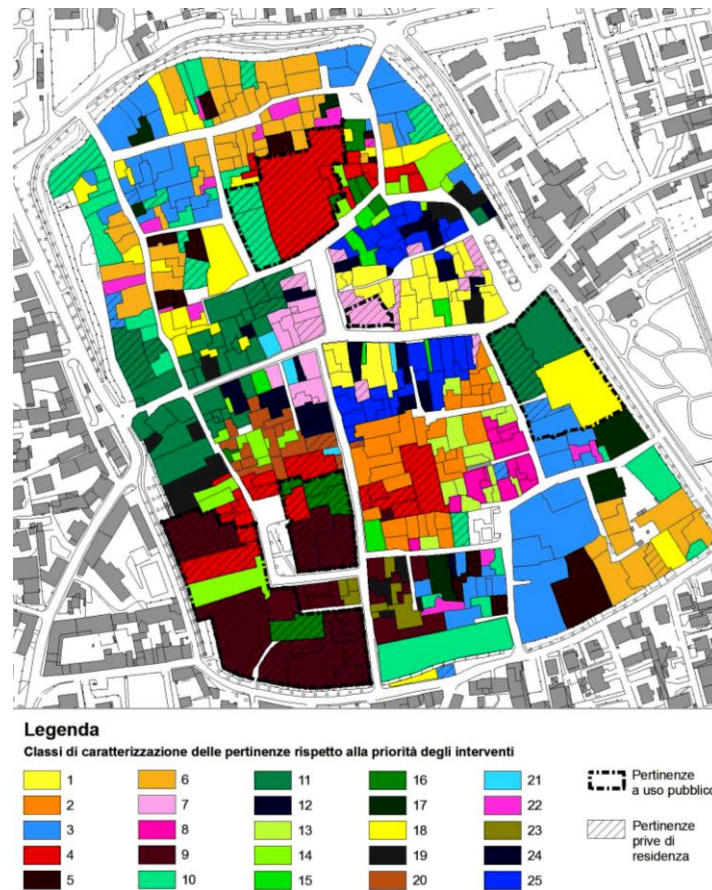 Legenda
Classi di caratterizzazione delle pertinenze rispetto alla priorità degli interventi
1 6 11 16 21
2 7 12 17 22
3 8 13 18 23
4 9 14 19 24
5 10 15 20 25
Pertinenze
a uso pubblico
Pertinenze
prive di
residenza